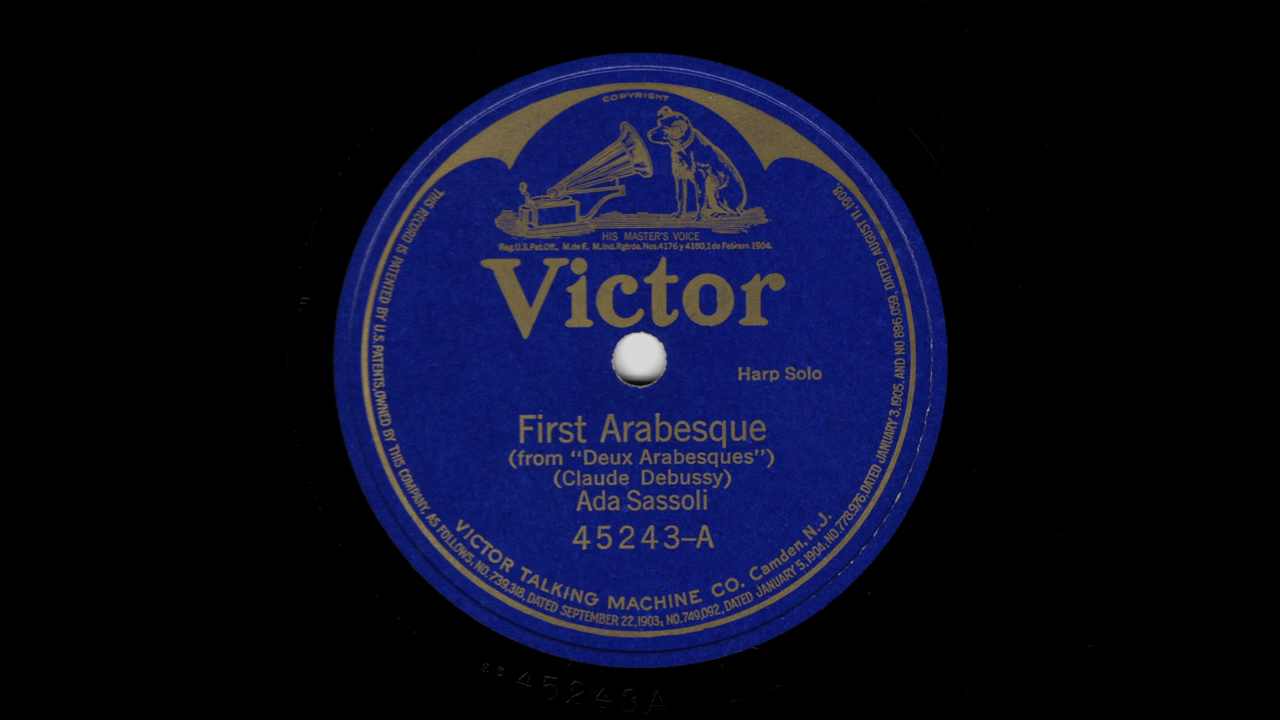 COPYRIGHT
HIS MASTER'S VOICE
Reg.U.S.Pat.Off., M.de F. M.Ind.Rgtrda.Nos.4176 y 4180,1 de Febrero 1904.
Victor
Harp Solo
First Arabesque
(from “Deux Arabesques”)
(Claude Debussy)
Ada Sassoli
45243–A
VICTOR TALKING MACHINE CO. Camden, N.J.
THIS RECORD IS PATENTED BY U.S. PATENTS, OWNED BY THIS COMPANY, AS FOLLOWS, NO.739,318, DATED SEPTEMBER 22,1903; NO.749,092, DATED JANUARY 5,1904, NO.778,976, DATED JANUARY 3,1905, AND NO 896,059, DATED AUGUST 11, 1908.
45243A